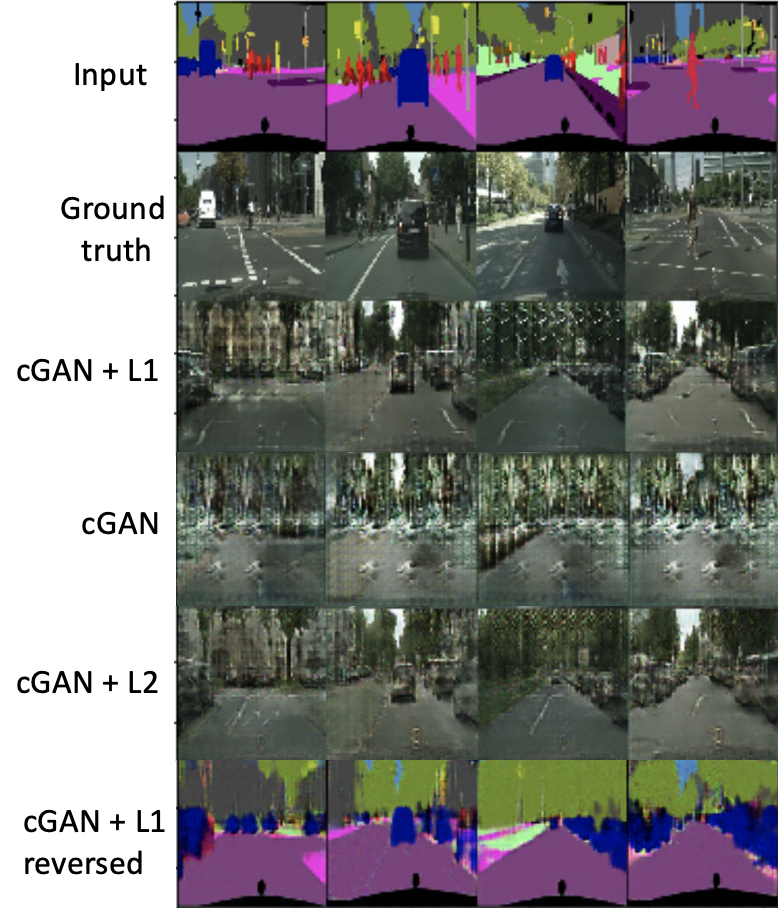 Input
Ground
truth
cGAN + L1
cGAN
cGAN + L2
cGAN + L1
reversed